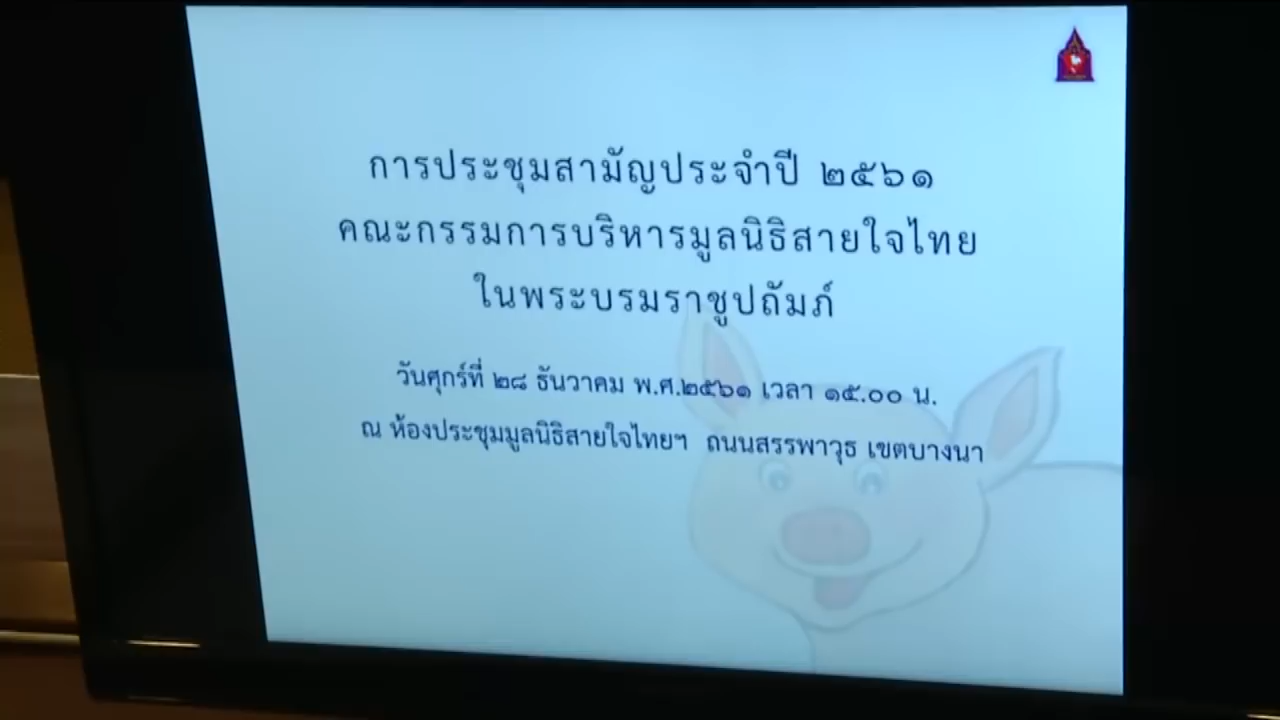 การประชุมสามัญประจำปี ๒๕๖๑
คณะกรรมการบริหารมูลนิธิสายใจไทย
ในพระบรมราชูปถัมภ์
วันศุกร์ที่ ๒๘ ธันวาคม พ.ศ.๒๕๖๑ เวลา ๑๕.๐๐ น.
ณ ห้องประชุมมูลนิธิสายใจไทยฯ ถนนสรรพาวุธ เขตบางนา